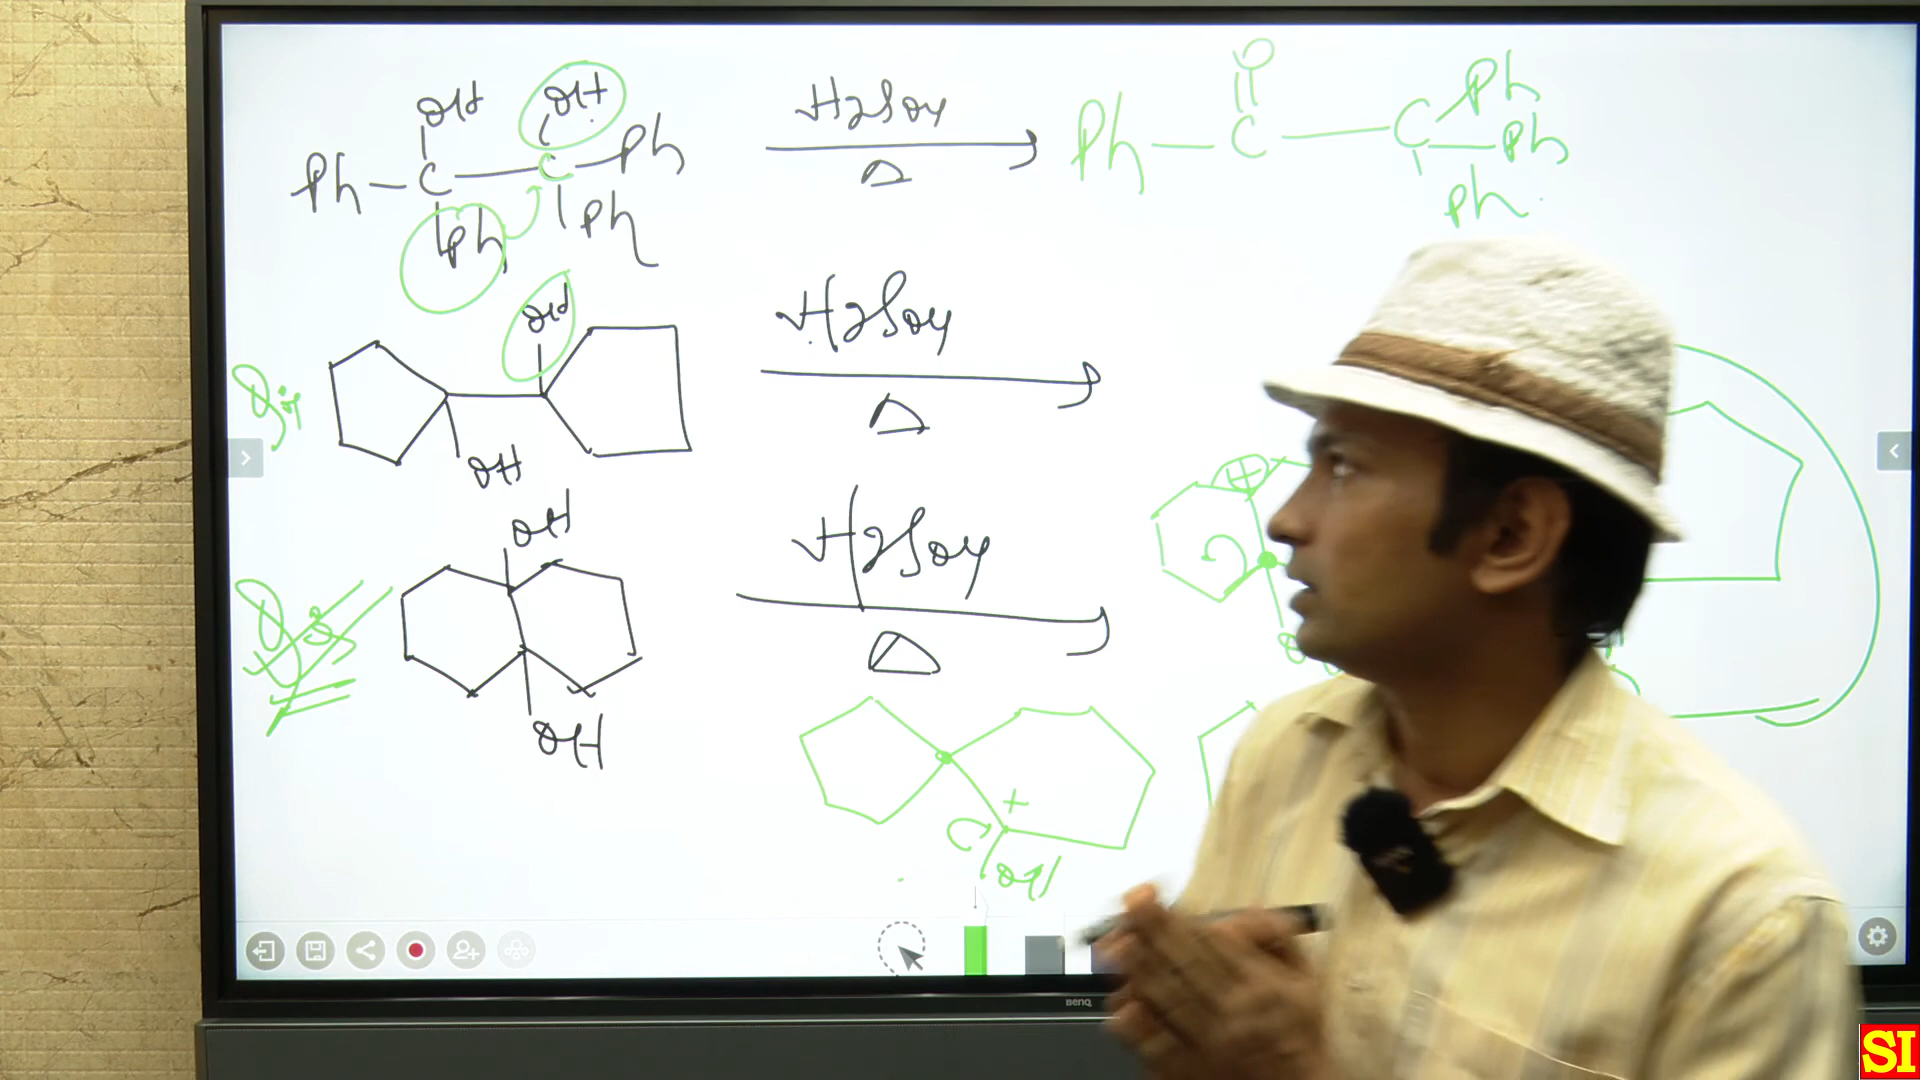 OH OH H2SO4 O Ph
Ph C C Ph Δ Ph C C Ph
Ph Ph Ph
OH H2SO4
Q.
OH Δ
OH H2SO4
Q.
Δ
OH
+
+
OH
BenQ
SI